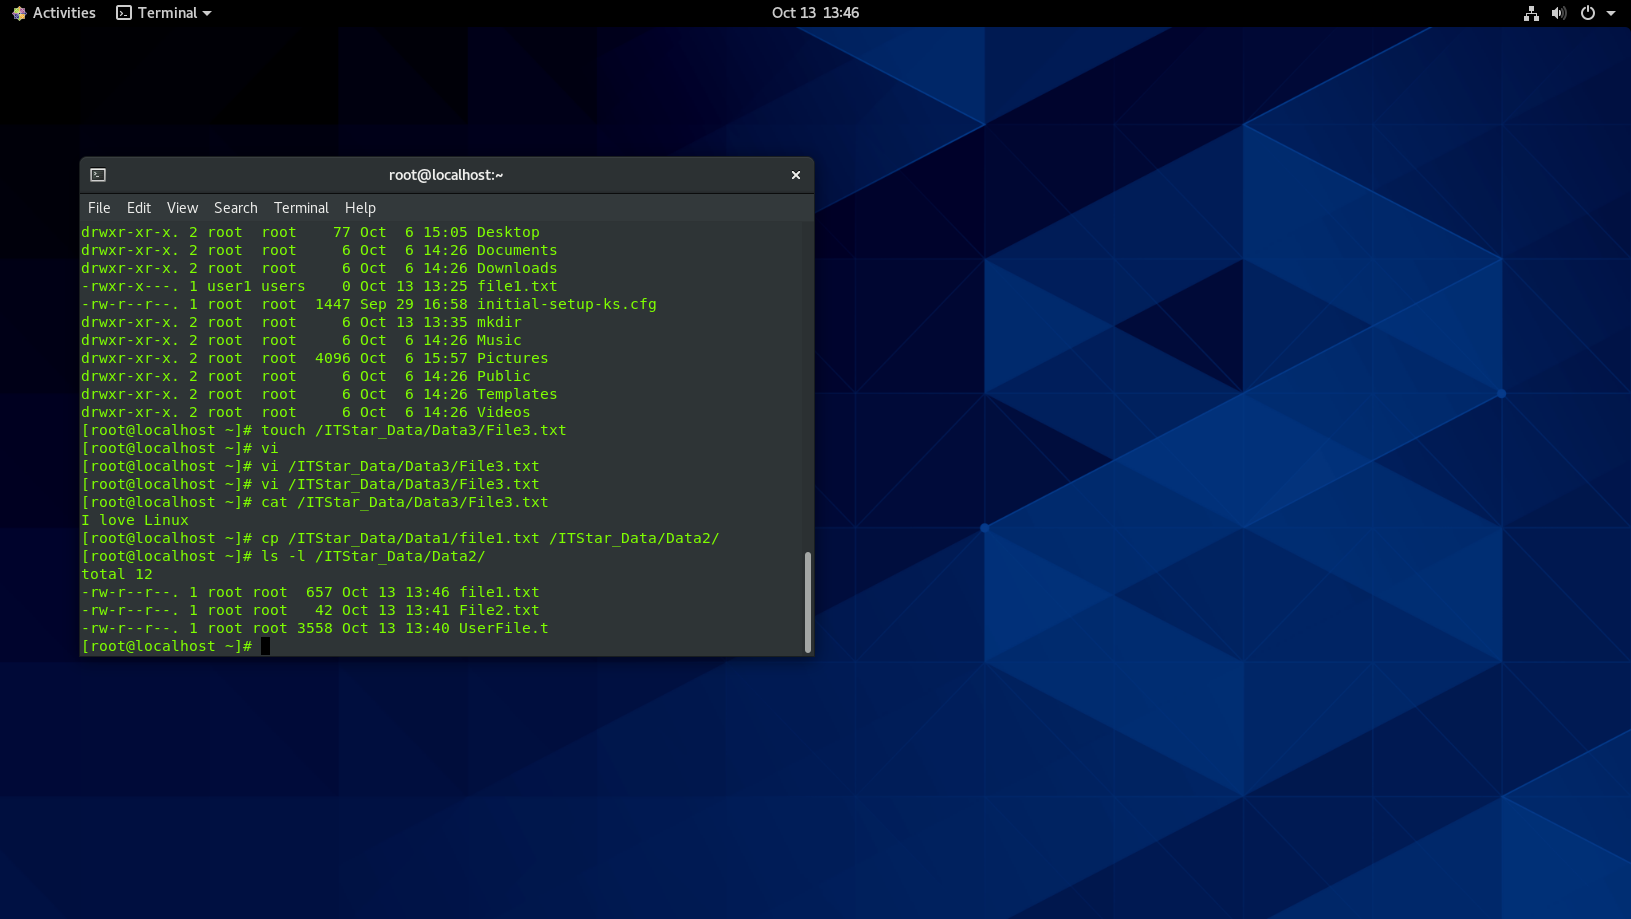 Activities Terminal Oct 13 13:46
root@localhost:~
File Edit View Search Terminal Help
drwxr-xr-x. 2 root  root    77 Oct  6 15:05 Desktop
drwxr-xr-x. 2 root  root     6 Oct  6 14:26 Documents
drwxr-xr-x. 2 root  root     6 Oct  6 14:26 Downloads
-rwxr-x---. 1 user1 users    0 Oct 13 13:25 file1.txt
-rw-r--r--. 1 root  root  1447 Sep 29 16:58 initial-setup-ks.cfg
drwxr-xr-x. 2 root  root     6 Oct 13 13:35 mkdir
drwxr-xr-x. 2 root  root     6 Oct  6 14:26 Music
drwxr-xr-x. 2 root  root  4096 Oct  6 15:57 Pictures
drwxr-xr-x. 2 root  root     6 Oct  6 14:26 Public
drwxr-xr-x. 2 root  root     6 Oct  6 14:26 Templates
drwxr-xr-x. 2 root  root     6 Oct  6 14:26 Videos
[root@localhost ~]# touch /ITStar_Data/Data3/File3.txt
[root@localhost ~]# vi
[root@localhost ~]# vi /ITStar_Data/Data3/File3.txt
[root@localhost ~]# vi /ITStar_Data/Data3/File3.txt
[root@localhost ~]# cat /ITStar_Data/Data3/File3.txt
I love Linux
[root@localhost ~]# cp /ITStar_Data/Data1/file1.txt /ITStar_Data/Data2/
[root@localhost ~]# ls -l /ITStar_Data/Data2/
total 12
-rw-r--r--. 1 root root  657 Oct 13 13:46 file1.txt
-rw-r--r--. 1 root root   42 Oct 13 13:41 File2.txt
-rw-r--r--. 1 root root 3558 Oct 13 13:40 UserFile.t
[root@localhost ~]#